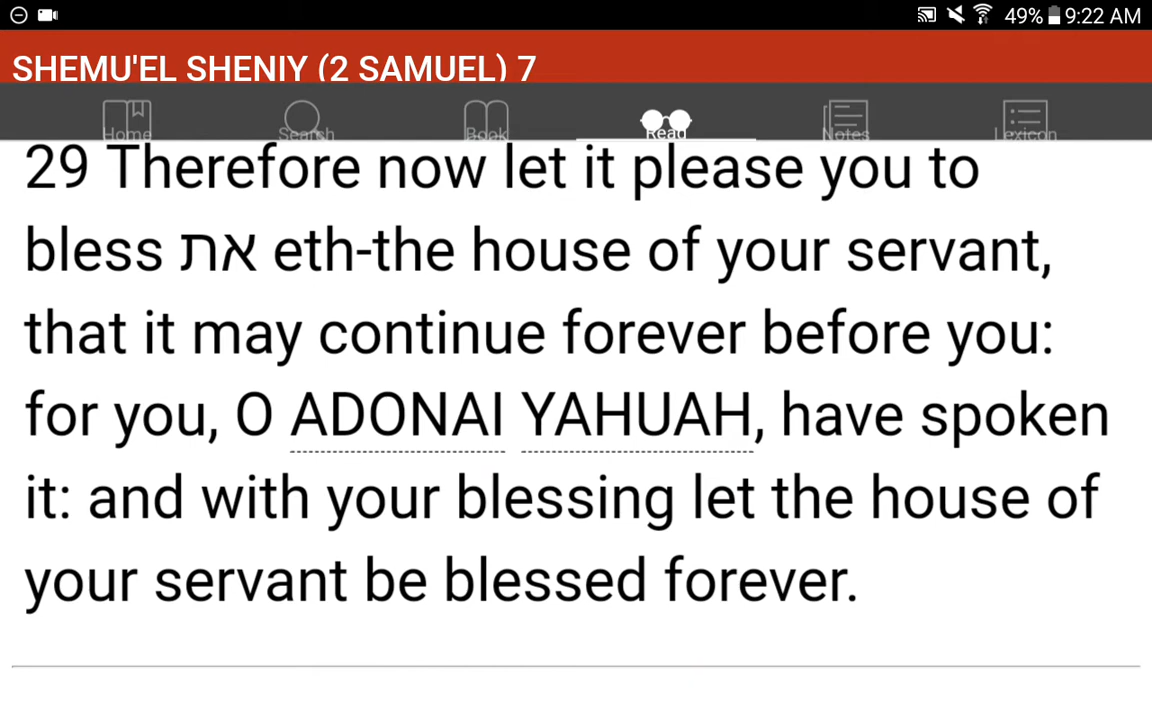 49% 9:22 AM
SHEMU'EL SHENIY (2 SAMUEL) 7
Home Search Book Read Notes Lexicon
29 Therefore now let it please you to
bless את eth-the house of your servant,
that it may continue forever before you:
for you, O ADONAI YAHUAH, have spoken
it: and with your blessing let the house of
your servant be blessed forever.